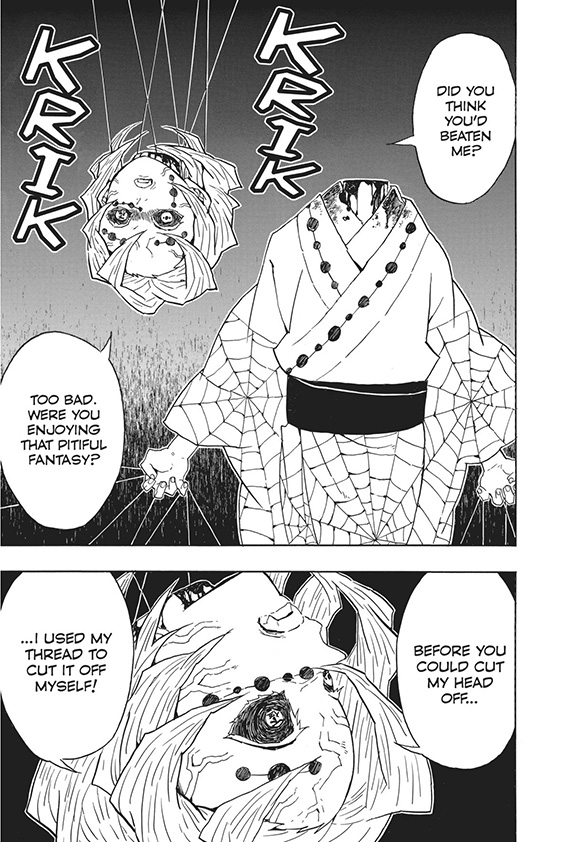 DID YOU
THINK
YOU'D
BEATEN
ME?
KRIK
KRIK
TOO BAD.
WERE YOU
ENJOYING
THAT PITIFUL
FANTASY?
BEFORE YOU
COULD CUT
MY HEAD
OFF...
...I USED MY
THREAD TO
CUT IT OFF
MYSELF!